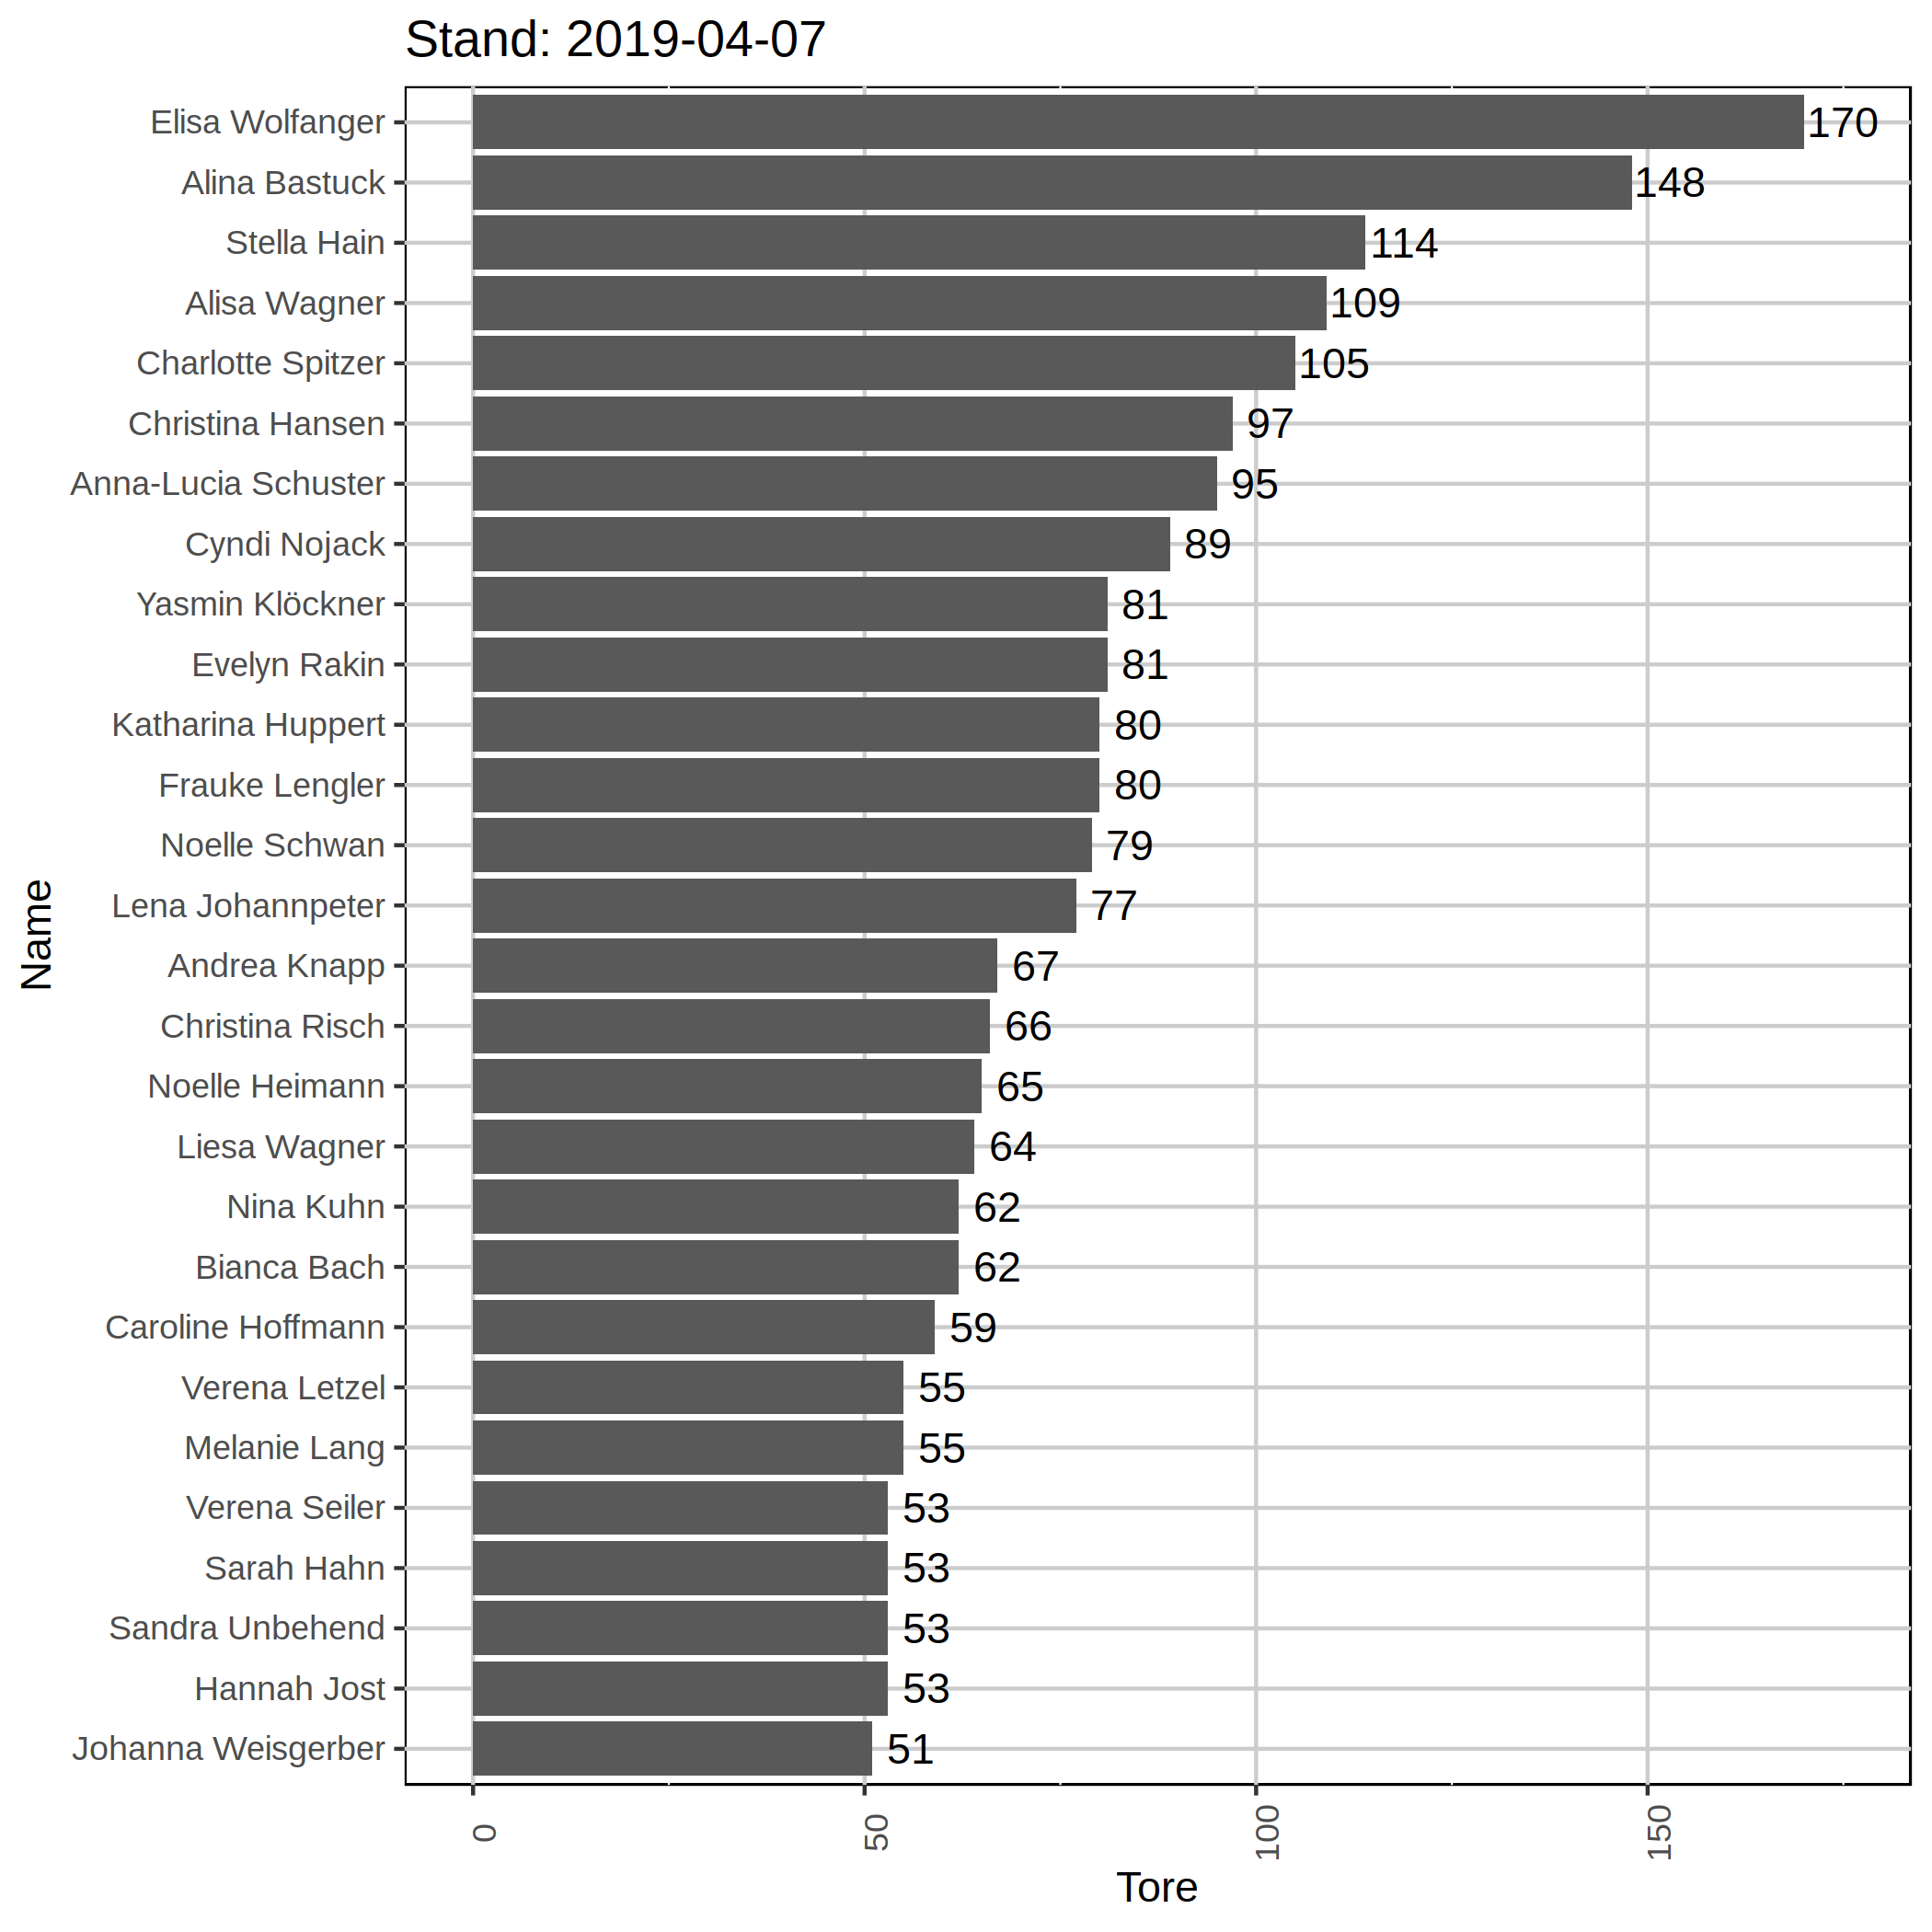 Stand: 2019-04-07
Elisa Wolfanger 170
Alina Bastuck 148
Stella Hain 114
Alisa Wagner 109
Charlotte Spitzer 105
Christina Hansen 97
Anna-Lucia Schuster 95
Cyndi Nojack 89
Yasmin Klöckner 81
Evelyn Rakin 81
Katharina Huppert 80
Frauke Lengler 80
Noelle Schwan 79
Lena Johannpeter 77
Andrea Knapp 67
Christina Risch 66
Noelle Heimann 65
Liesa Wagner 64
Nina Kuhn 62
Bianca Bach 62
Caroline Hoffmann 59
Verena Letzel 55
Melanie Lang 55
Verena Seiler 53
Sarah Hahn 53
Sandra Unbehend 53
Hannah Jost 53
Johanna Weisgerber 51
Name
0 50 100 150
Tore